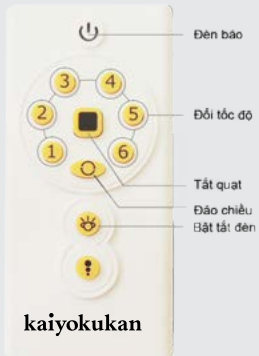 Đèn báo
3 4
2 5
Đổi tốc độ
1 6
Tắt quạt
Đảo chiều
Bật tắt đèn
kaiyokukan